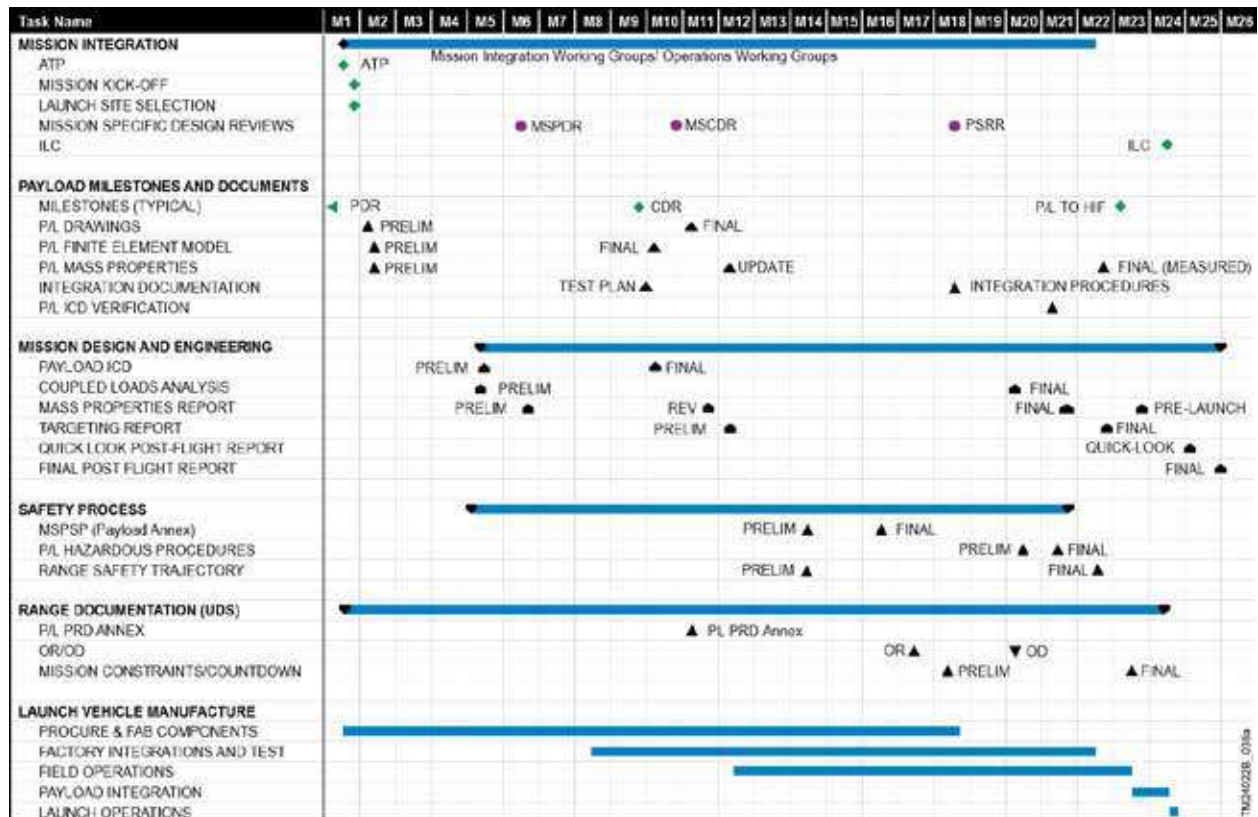 Task Name M1 M2 M3 M4 M5 M6 M7 M8 M9 M10 M11 M12 M13 M14 M15 M16 M17 M18 M19 M20 M21 M22 M23 M24 M25 M26
MISSION INTEGRATION
Mission Integration Working Groups/ Operations Working Groups
ATP ATP
MISSION KICK-OFF
LAUNCH SITE SELECTION
MISSION SPECIFIC DESIGN REVIEWS MSPDR MSCDR PSRR
ILC ILC
PAYLOAD MILESTONES AND DOCUMENTS
MILESTONES (TYPICAL) PDR CDR P/L TO HIF
P/L DRAWINGS PRELIM FINAL
P/L FINITE ELEMENT MODEL PRELIM FINAL
P/L MASS PROPERTIES PRELIM UPDATE FINAL (MEASURED)
INTEGRATION DOCUMENTATION TEST PLAN INTEGRATION PROCEDURES
P/L ICD VERIFICATION
MISSION DESIGN AND ENGINEERING
PAYLOAD ICD PRELIM FINAL
COUPLED LOADS ANALYSIS PRELIM FINAL
MASS PROPERTIES REPORT PRELIM REV FINAL PRE-LAUNCH
TARGETING REPORT PRELIM FINAL
QUICK LOOK POST-FLIGHT REPORT QUICK-LOOK
FINAL POST FLIGHT REPORT FINAL
SAFETY PROCESS
MSPSP (Payload Annex) PRELIM FINAL
P/L HAZARDOUS PROCEDURES PRELIM FINAL
RANGE SAFETY TRAJECTORY PRELIM FINAL
RANGE DOCUMENTATION (UDS)
P/L PRD ANNEX PL PRD Annex
OR/OD OR OD
MISSION CONSTRAINTS/COUNTDOWN PRELIM FINAL
LAUNCH VEHICLE MANUFACTURE
PROCURE & FAB COMPONENTS
FACTORY INTEGRATIONS AND TEST
FIELD OPERATIONS
PAYLOAD INTEGRATION
LAUNCH OPERATIONS